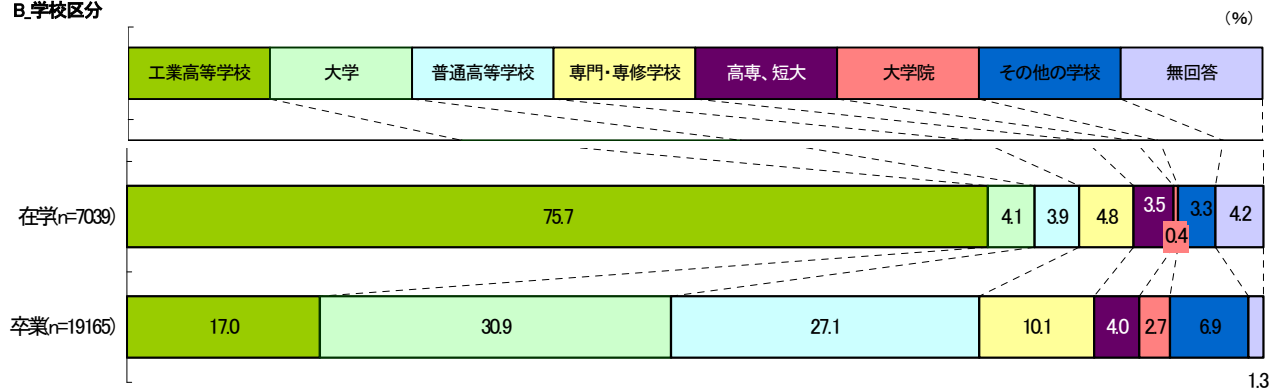 B_学校区分
(%)
工業高等学校 大学 普通高等学校 専門・専修学校 高専、短大 大学院 その他の学校 無回答
在学(n=7039) 75.7 4.1 3.9 4.8 3.5 0.4 3.3 4.2
卒業(n=19165) 17.0 30.9 27.1 10.1 4.0 2.7 6.9
1.3